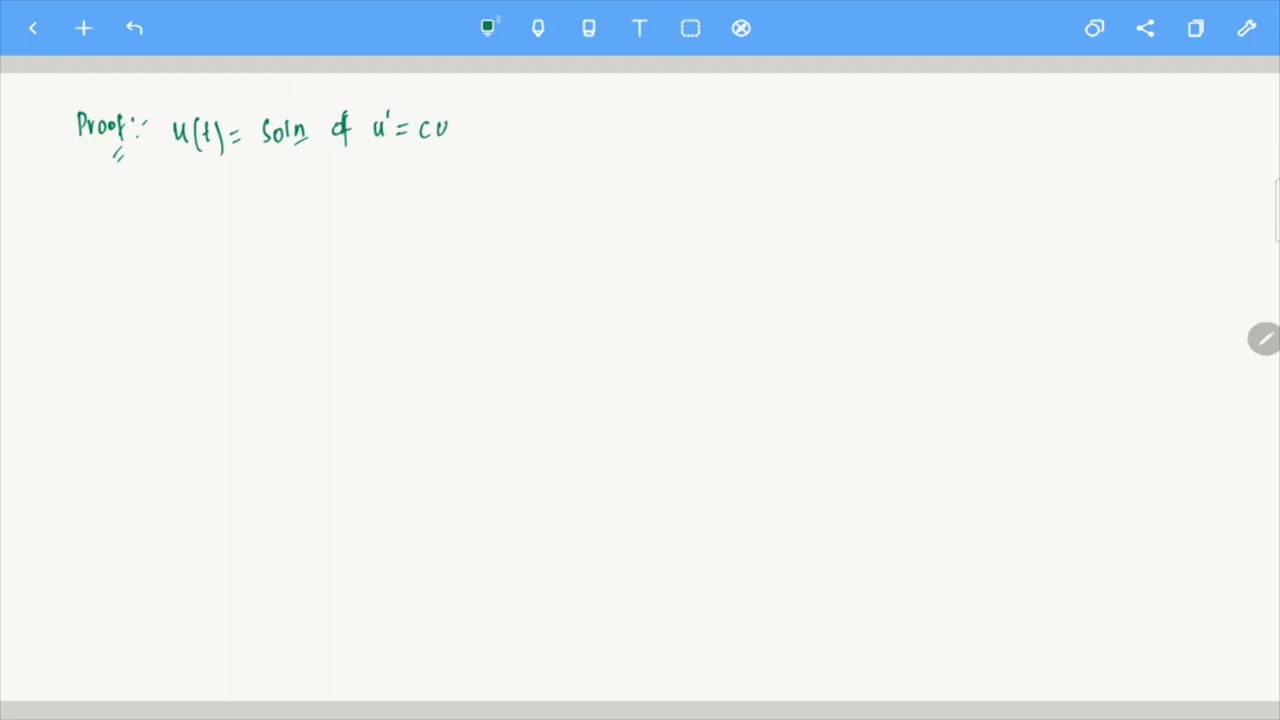 Proof:- u(t) = soln of u' = cu